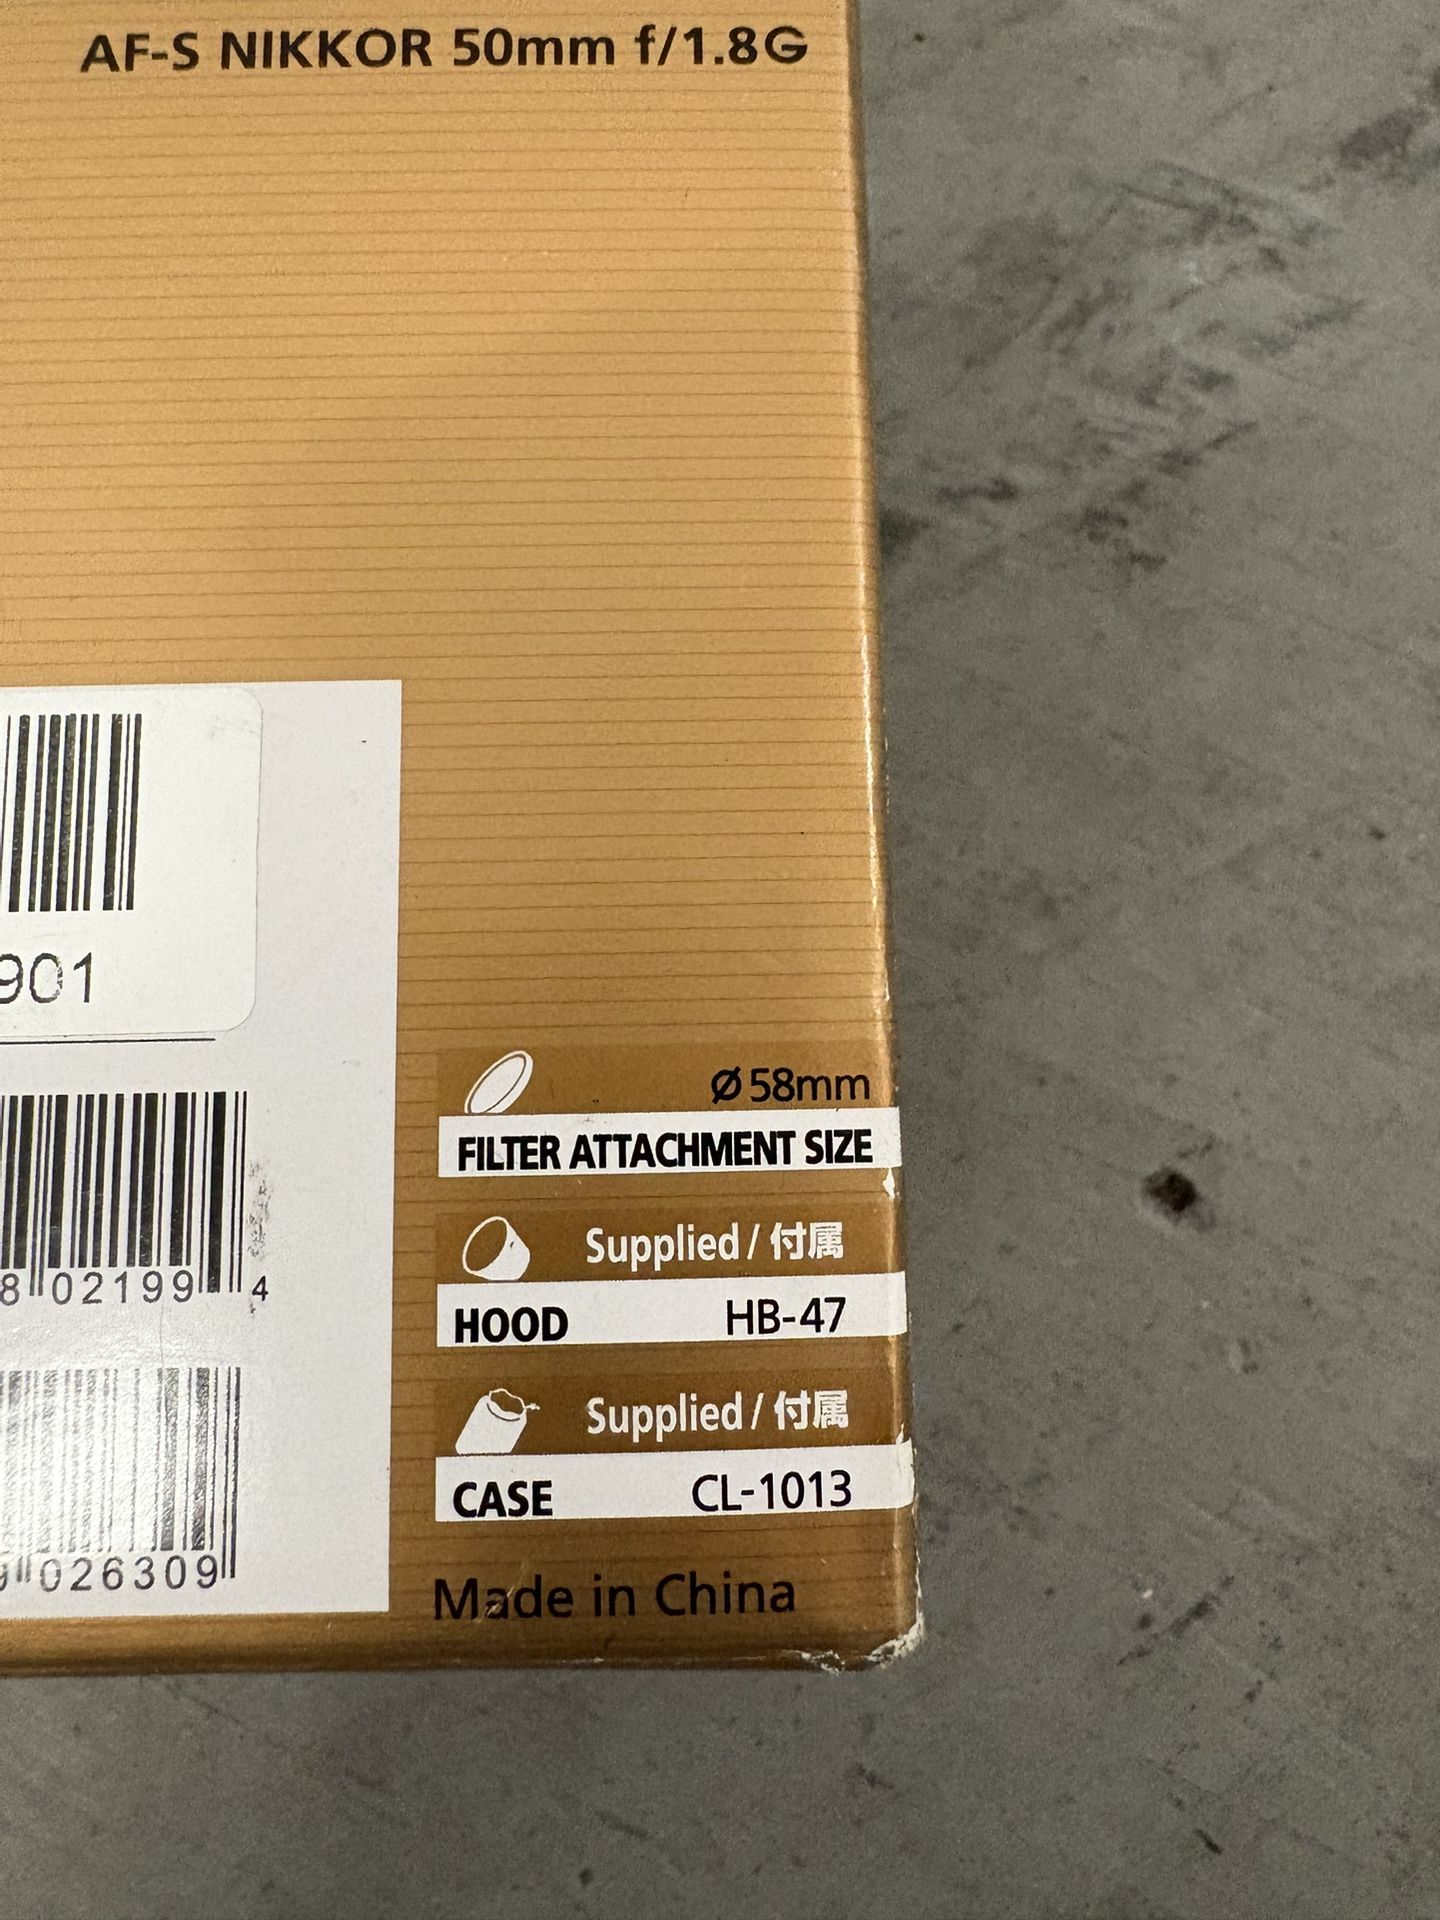 AF-S NIKKOR 50mm f/1.8G
901
Ø58mm
FILTER ATTACHMENT SIZE
8 02199 4
Supplied / 付属
HOOD HB-47
Supplied / 付属
CASE CL-1013
026309
Made in China